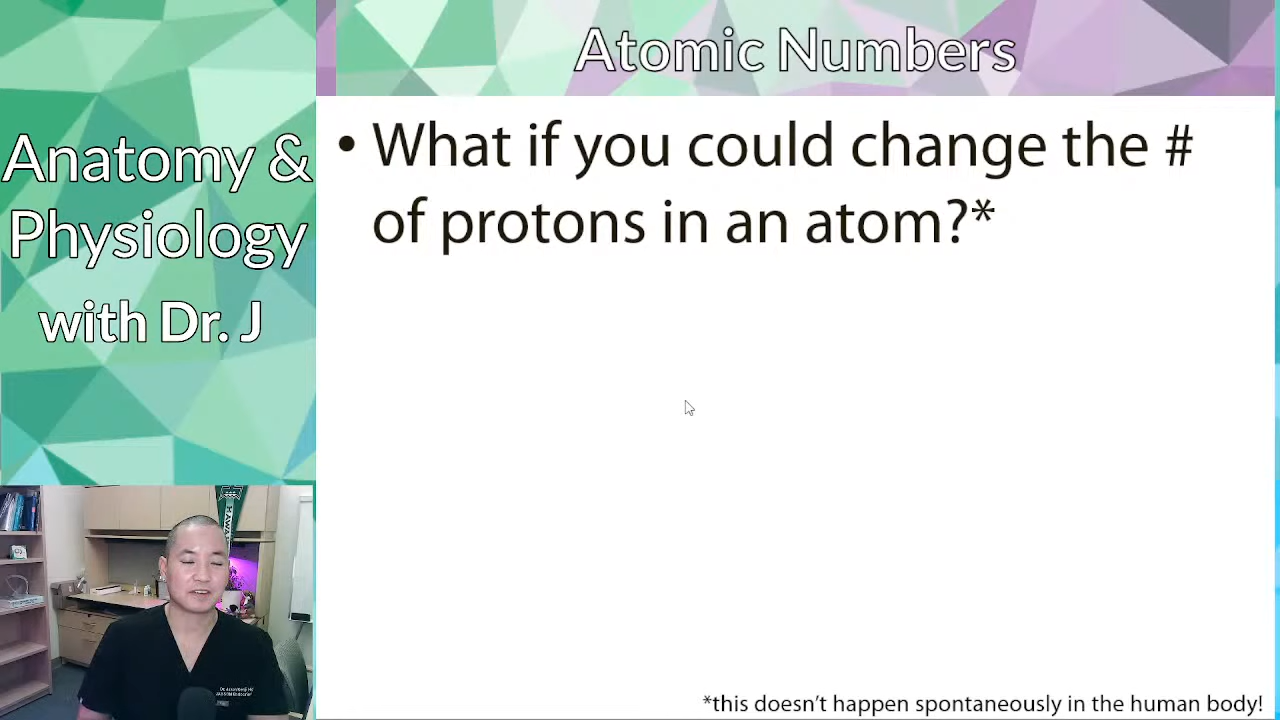 Atomic Numbers
Anatomy &
Physiology
with Dr. J
• What if you could change the #
of protons in an atom?*
*this doesn't happen spontaneously in the human body!